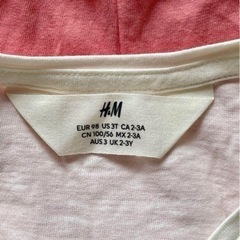 H&M
EUR 98 US 3T CA 2-3A
CN 100/56 MX 2-3A
AUS 3 UK 2-3Y